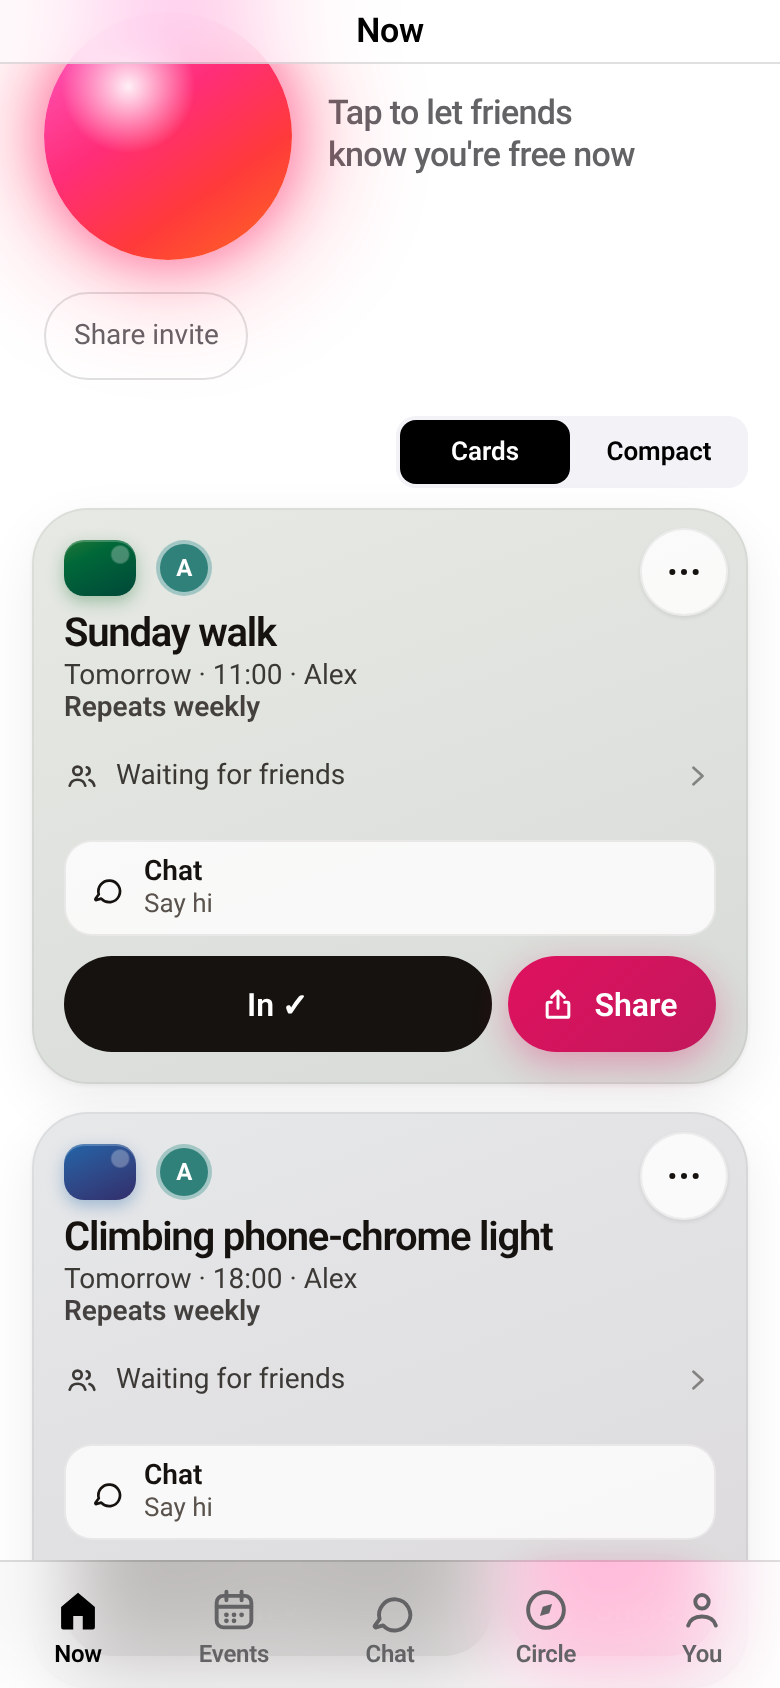 Now
Tap to let friends
know you're free now
Share invite
Cards
Compact
A
Sunday walk
Tomorrow · 11:00 · Alex
Repeats weekly
Waiting for friends
Chat
Say hi
In ✓
Share
A
Climbing phone-chrome light
Tomorrow · 18:00 · Alex
Repeats weekly
Waiting for friends
Chat
Say hi
Now
Events
Chat
Circle
You